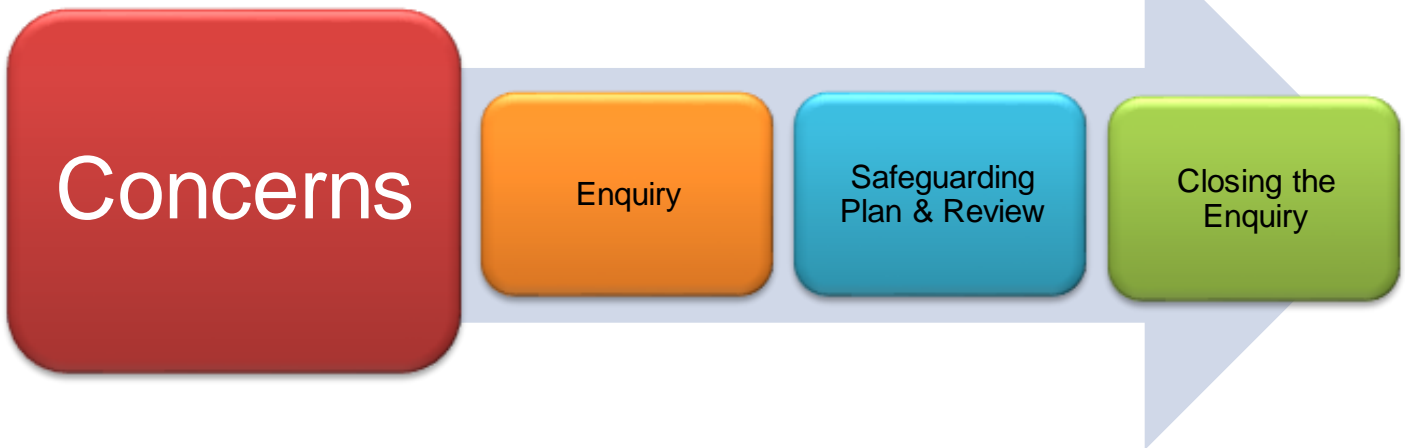 Concerns
Enquiry
Safeguarding
Plan & Review
Closing the
Enquiry